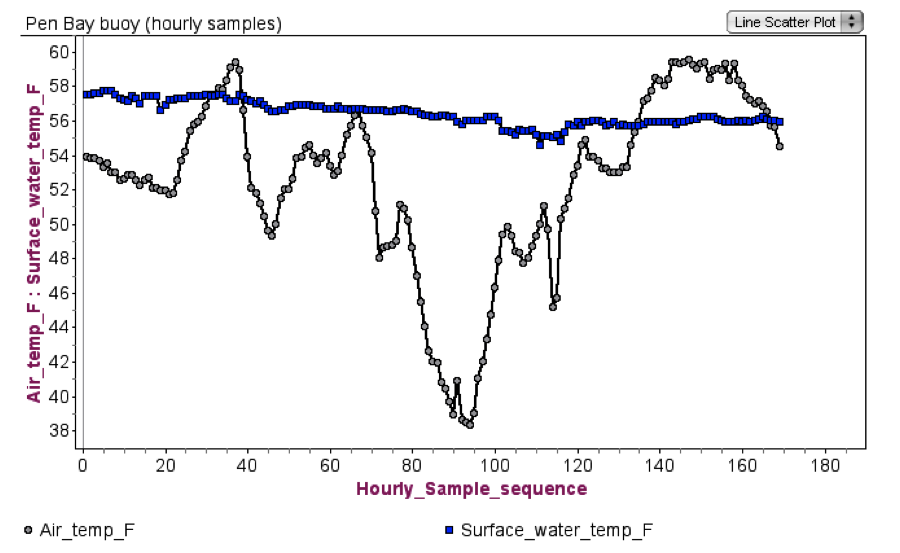 Pen Bay buoy (hourly samples)
Line Scatter Plot
Air_temp_F : Surface_water_temp_F
60
58
56
54
52
50
48
46
44
42
40
38
0 20 40 60 80 100 120 140 160 180
Hourly_Sample_sequence
Air_temp_F Surface_water_temp_F